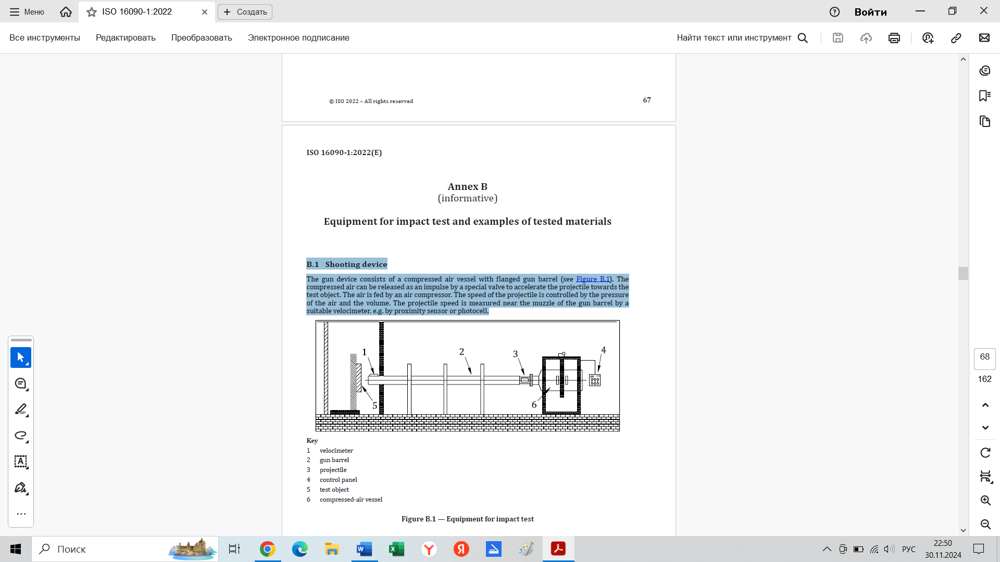 Меню
ISO 16090-1:2022
Создать
Войти
Все инструменты
Редактировать
Преобразовать
Электронное подписание
Найти текст или инструмент
© ISO 2022 – All rights reserved
67
ISO 16090-1:2022(E)
Annex B
(informative)
Equipment for impact test and examples of tested materials
B.1 Shooting device
The gun device consists of a compressed air vessel with flanged gun barrel (see Figure B.1). The
compressed air can be released as an impulse by a special valve to accelerate the projectile towards the
test object. The air is fed by an air compressor. The speed of the projectile is controlled by the pressure
of the air and the volume. The projectile speed is measured near the muzzle of the gun barrel by a
suitable velocimeter, e.g. by proximity sensor or photocell.
1
2
3
4
5
6
Key
1 velocimeter
2 gun barrel
3 projectile
4 control panel
5 test object
6 compressed-air vessel
Figure B.1 — Equipment for impact test
68
162
Поиск
РУС
22:50
30.11.2024